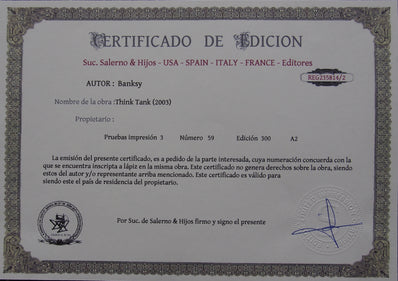 CERTIFICADO DE EDICION
Suc. Salerno & Hijos - USA - SPAIN - ITALY - FRANCE - Editores
REG235814/2
AUTOR : Banksy
Nombre de la obra :Think Tank (2003)
Propietario :
Pruebas impresión 3 Número 59 Edición 300 A2
La emisión del presente certificado, es a pedido de la parte interesada, cuya numeración concuerda con la
que se encuentra inscripta a lápiz en la misma obra. Este certificado no genera derechos sobre la obra, siendo
estos del autor y/o representante arriba mencionado. Este certificado es válido para
siendo este el país de residencia del propietario.
Por Suc. de Salerno & Hijos firmo y signo el presente